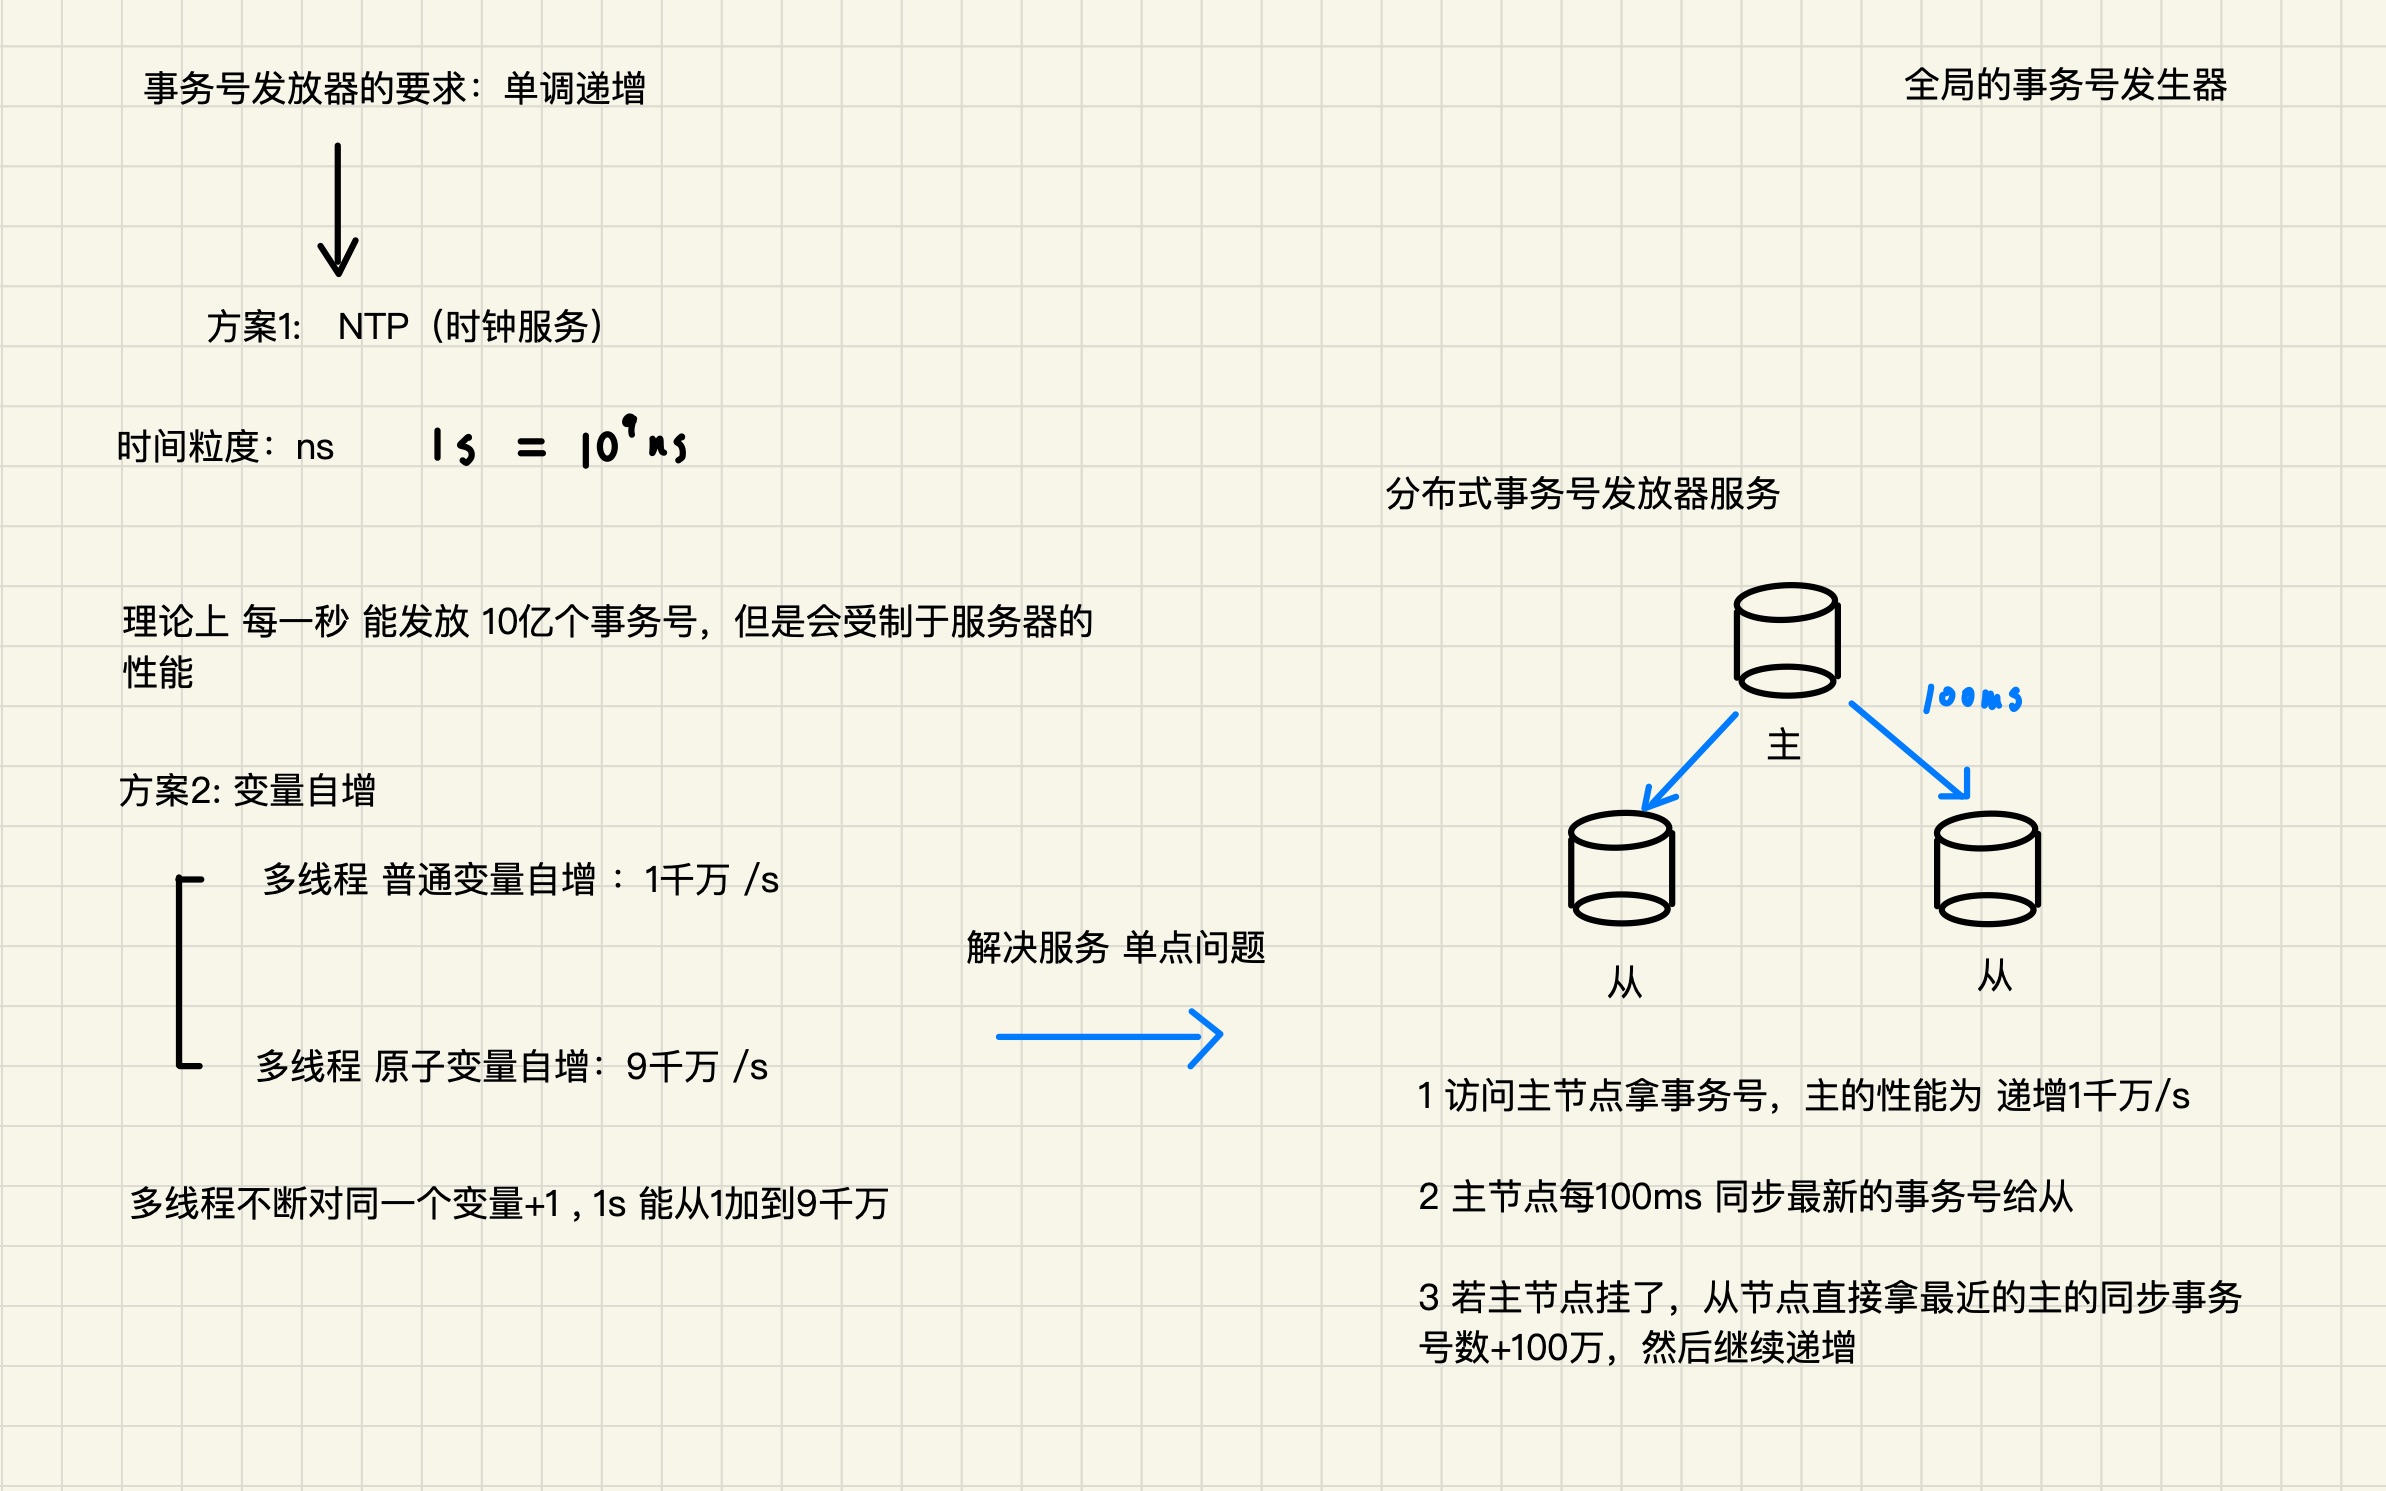 事务号发放器的要求：单调递增
全局的事务号发生器
方案1: NTP（时钟服务）
时间粒度：ns 1s = 10⁹ns
理论上 每一秒 能发放 10亿个事务号，但是会受制于服务器的
性能
方案2: 变量自增
多线程 普通变量自增 ：1千万 /s
多线程 原子变量自增：9千万 /s
多线程不断对同一个变量+1 , 1s 能从1加到9千万
解决服务 单点问题
分布式事务号发放器服务
主
100ms
从
从
1 访问主节点拿事务号，主的性能为 递增1千万/s
2 主节点每100ms 同步最新的事务号给从
3 若主节点挂了，从节点直接拿最近的主的同步事务
号数+100万，然后继续递增